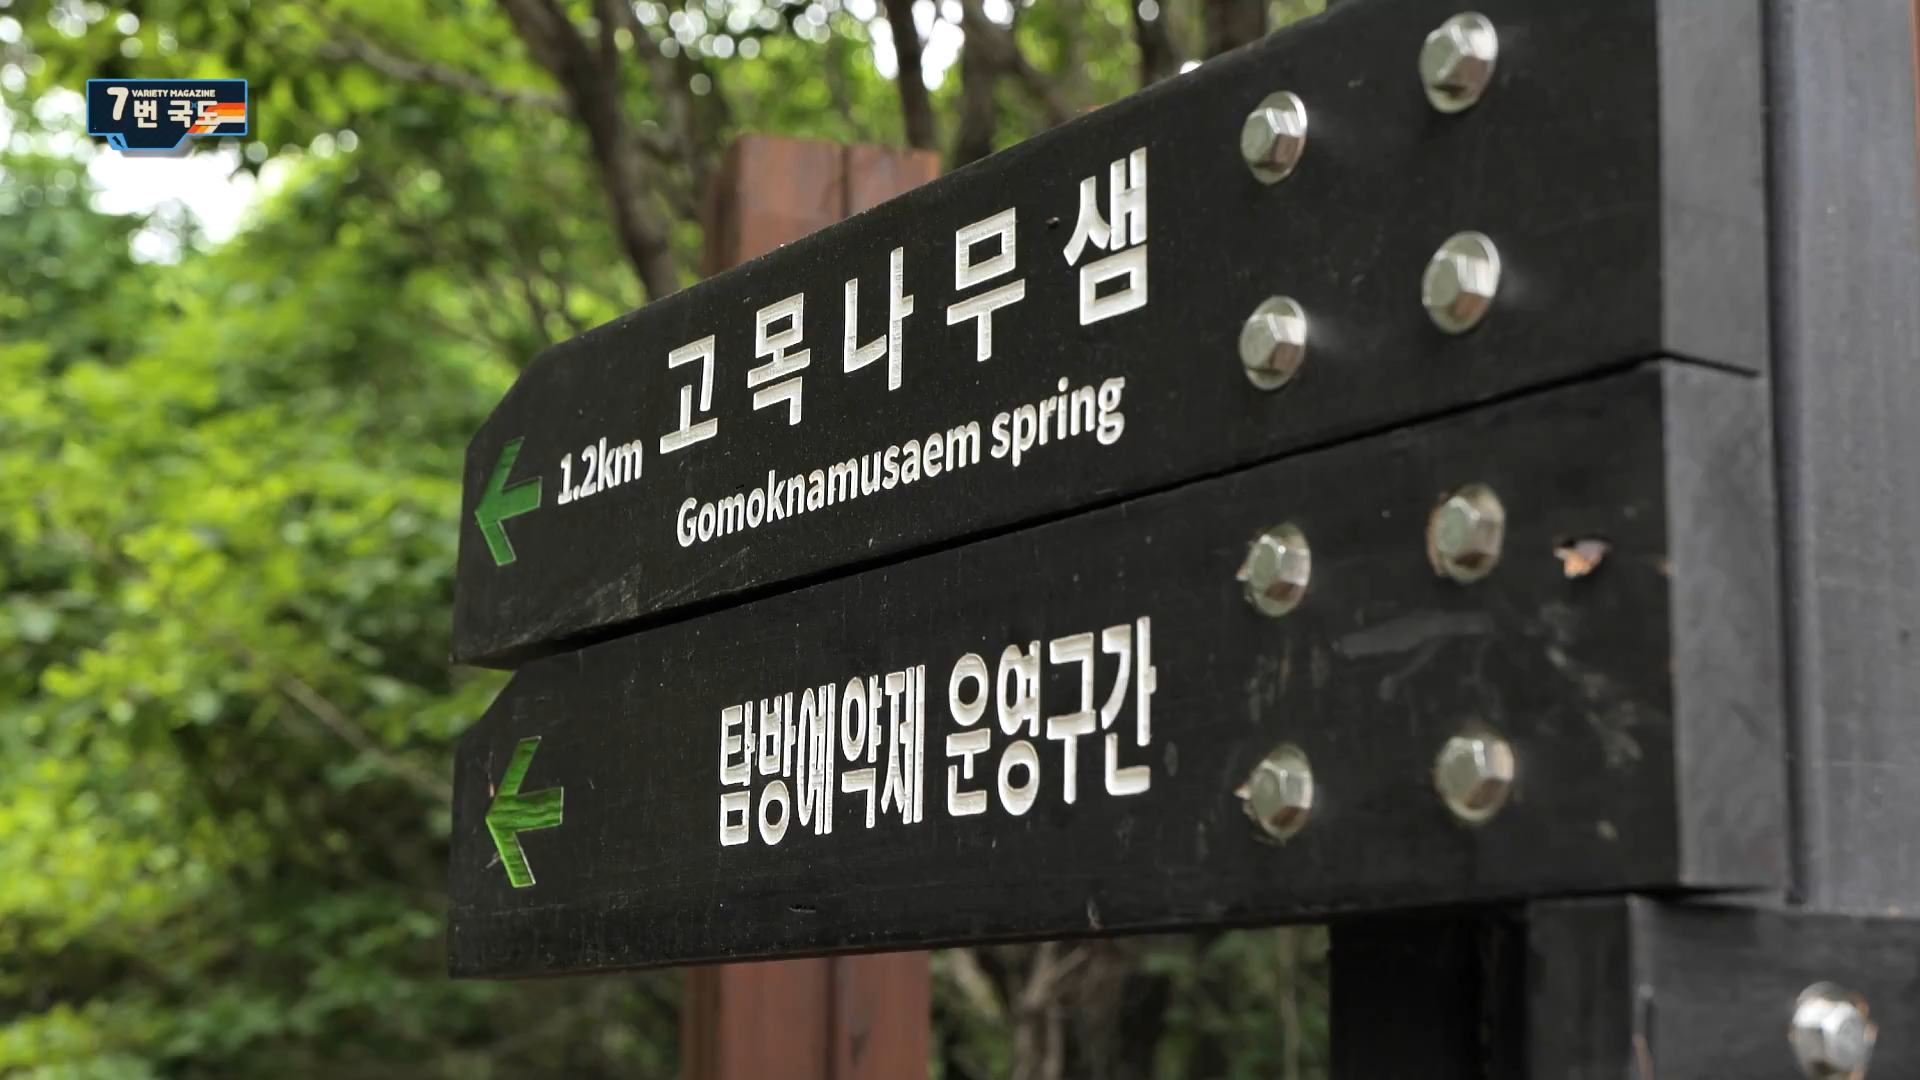 VARIETY MAGAZINE
7번 국도
고목나무샘
1.2km
Gomoknamusaem spring
탐방예약제 운영구간